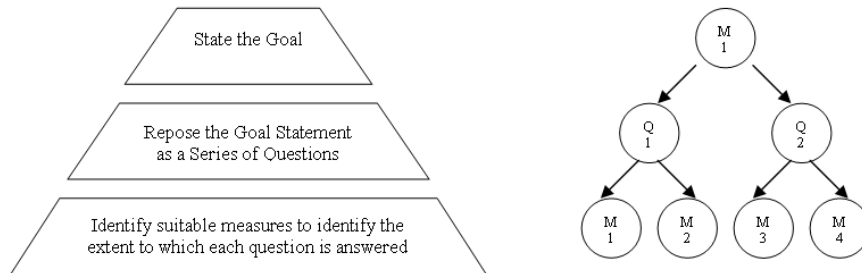 State the Goal
Repose the Goal Statement
as a Series of Questions
Identify suitable measures to identify the
extent to which each question is answered
M
1
Q
1
Q
2
M
1
M
2
M
3
M
4